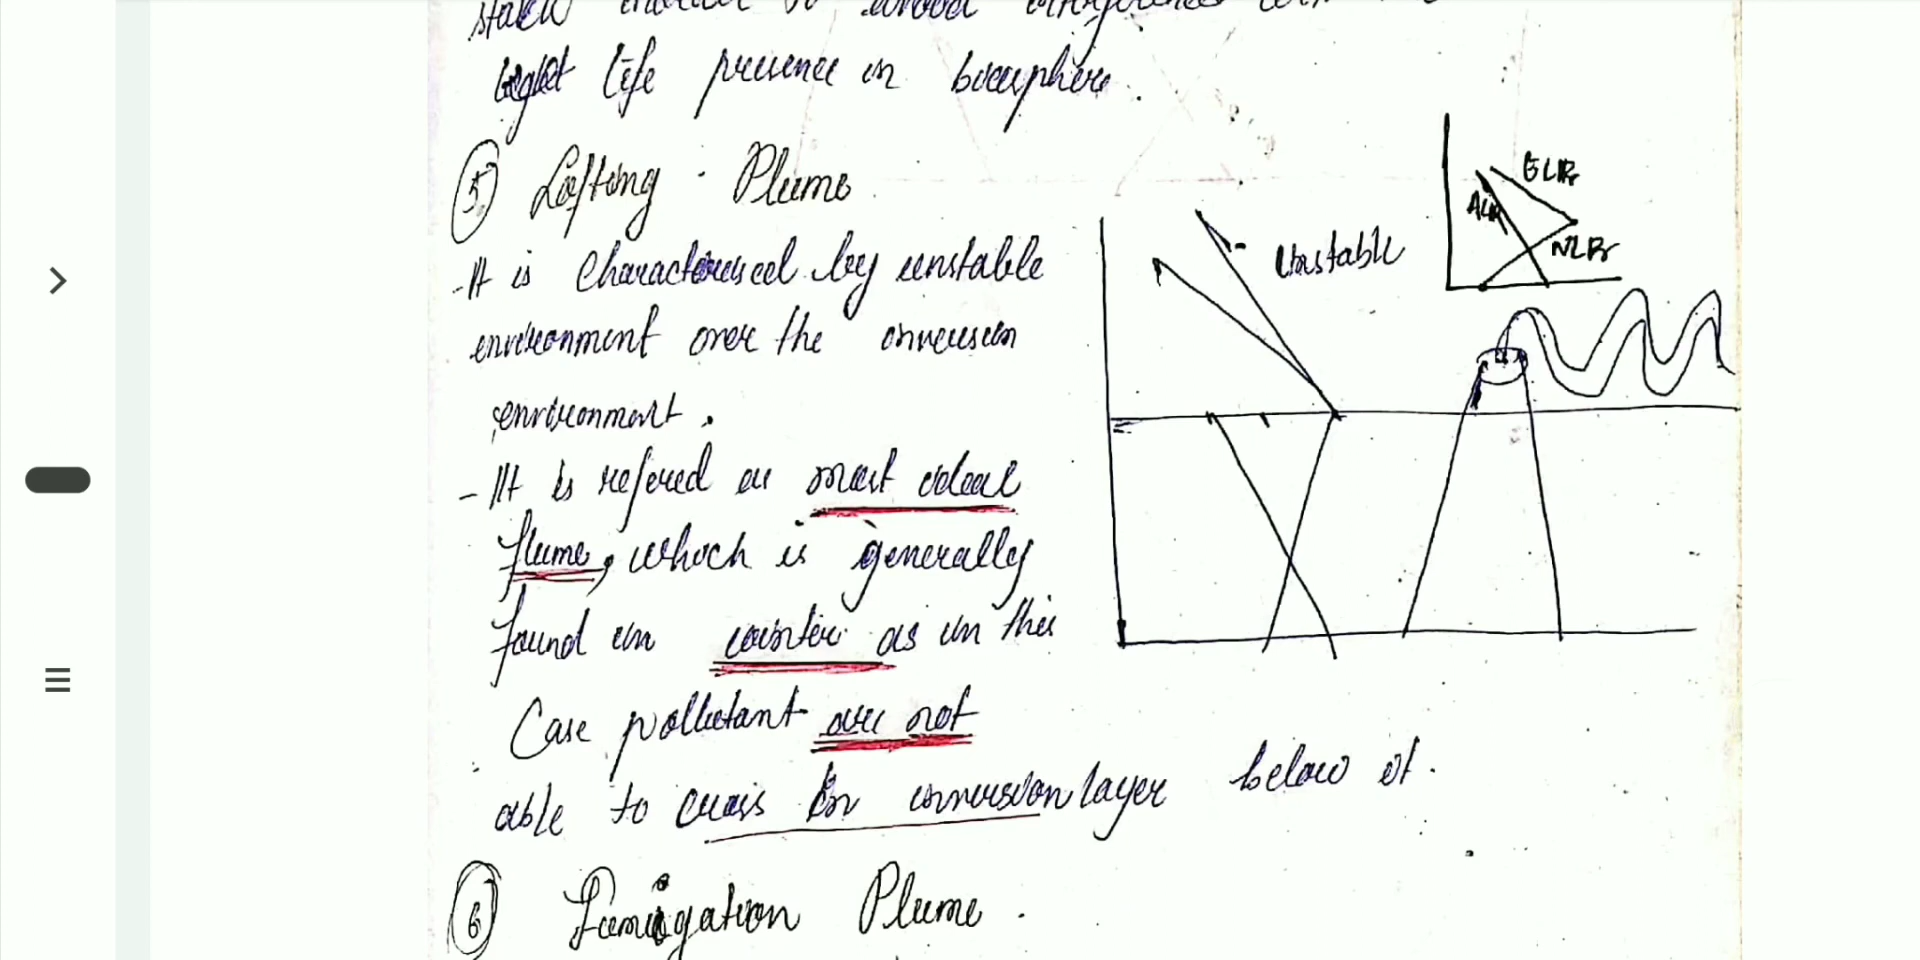 life presence in biosphere.
5 Lofting Plume
- It is characterised by unstable
environment over the inversion
environment.
- It is refered as most ideal
plume, which is generally
found in winter as in this
Case pollutant are not
able to cross inversion layer below it.
6 Fumigation Plume.
Unstable
ELR
ALR
NLR